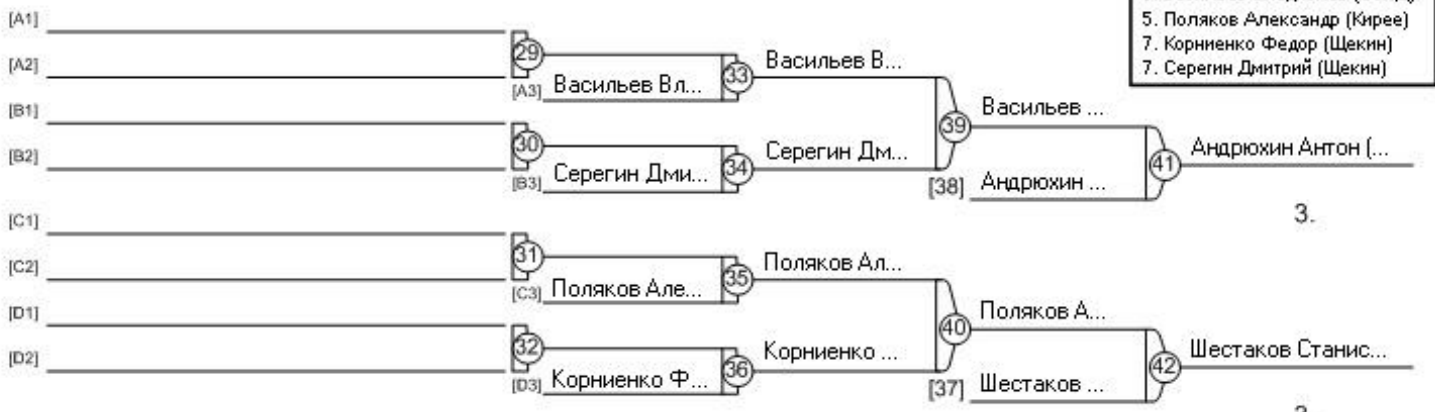 5. Поляков Александр (Кирее)
7. Корниенко Федор (Щекин)
7. Серегин Дмитрий (Щекин)
[A1]
[A2]
29
[A3] Васильев Вл...
33
Васильев В...
[B1]
[B2]
30
[B3] Серегин Дми...
34
Серегин Дм...
39
Васильев ...
[38] Андрюхин ...
41
Андрюхин Антон (...
3.
[C1]
[C2]
31
[C3] Поляков Але...
35
Поляков Ал...
[D1]
[D2]
32
[D3] Корниенко Ф...
36
Корниенко ...
40
Поляков А...
[37] Шестаков ...
42
Шестаков Станис...